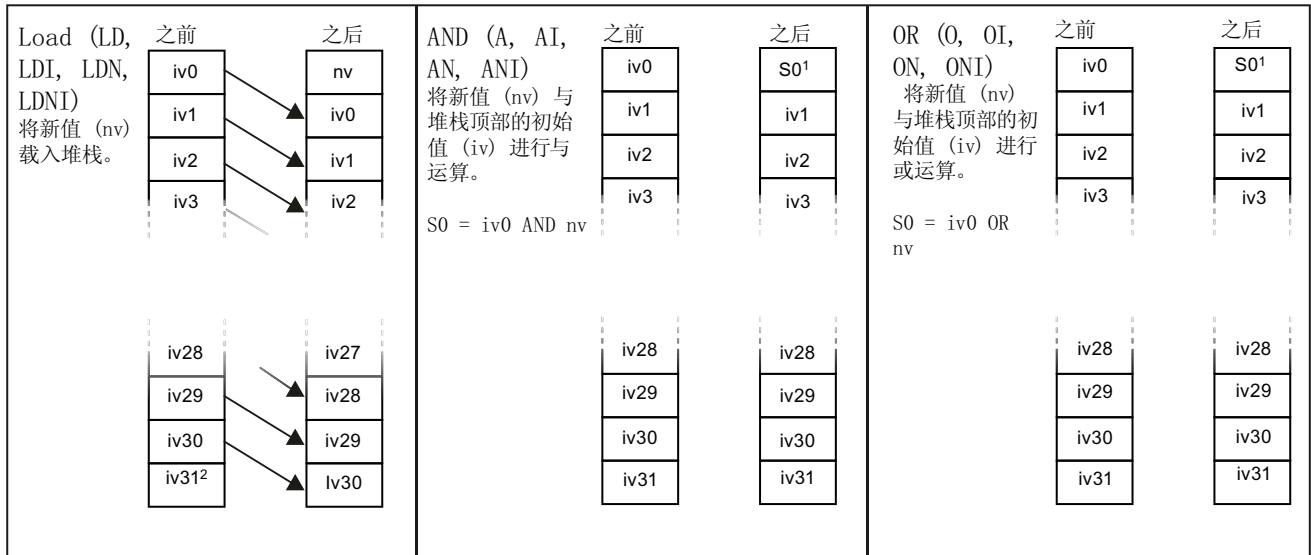 Load (LD,
LDI, LDN,
LDNI)
将新值 (nv)
载入堆栈。
之前
iv0
iv1
iv2
iv3
iv28
iv29
iv30
iv31²
之后
nv
iv0
iv1
iv2
iv27
iv28
iv29
Iv30
AND (A, AI,
AN, ANI)
将新值 (nv) 与
堆栈顶部的初始
值 (iv) 进行与
运算。
S0 = iv0 AND nv
之前
iv0
iv1
iv2
iv3
iv28
iv29
iv30
iv31
之后
S0¹
iv1
iv2
iv3
iv28
iv29
iv30
iv31
OR (O, OI,
ON, ONI)
将新值 (nv)
与堆栈顶部的初
始值 (iv) 进行
或运算。
S0 = iv0 OR
nv
之前
iv0
iv1
iv2
iv3
iv28
iv29
iv30
iv31
之后
S0¹
iv1
iv2
iv3
iv28
iv29
iv30
iv31